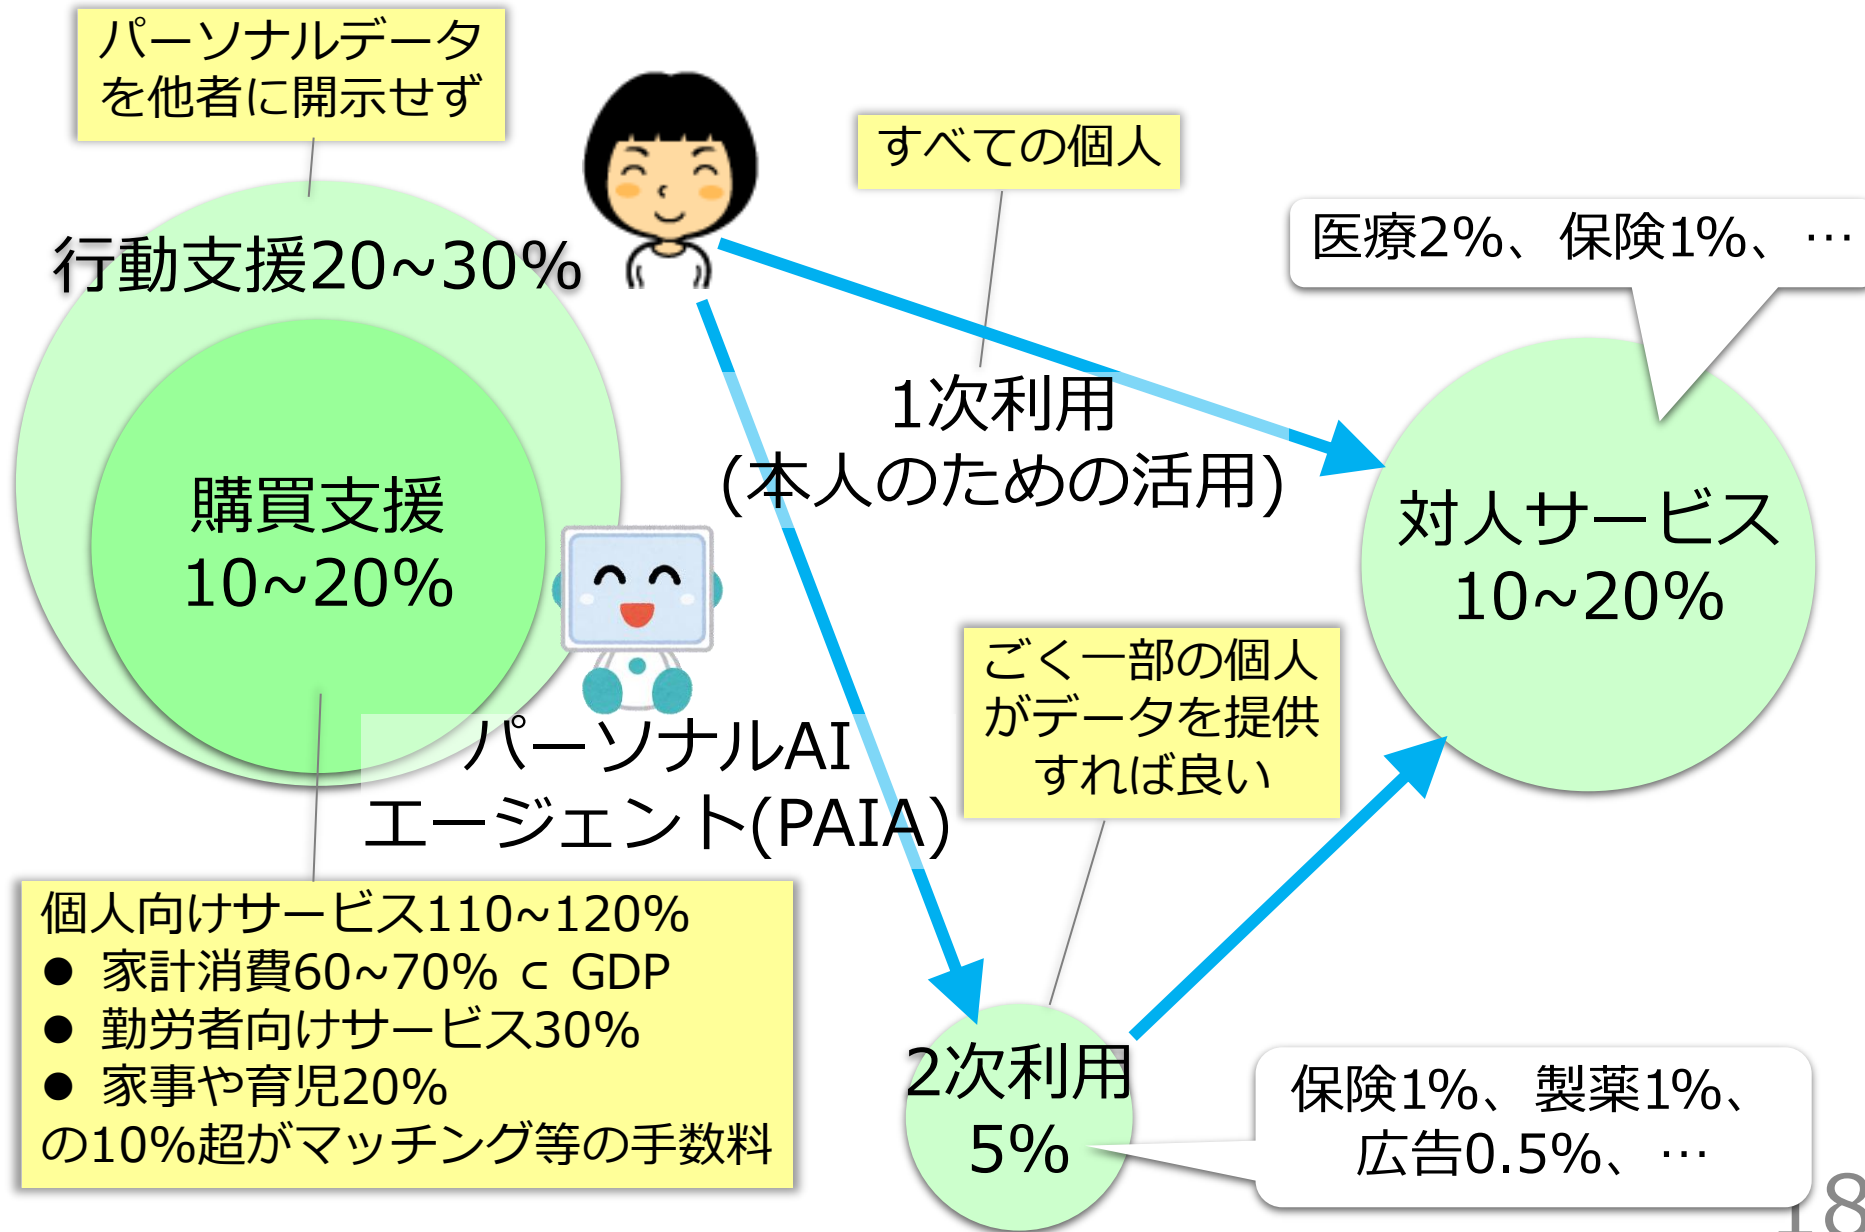 パーソナルデータ
を他者に開示せず
すべての個人
行動支援20~30%
医療2%、保険1%、…
1次利用
(本人のための活用)
購買支援
10~20%
対人サービス
10~20%
ごく一部の個人
がデータを提供
すれば良い
パーソナルAI
エージェント(PAIA)
個人向けサービス110~120%
● 家計消費60~70% ⊂ GDP
● 勤労者向けサービス30%
● 家事や育児20%
の10%超がマッチング等の手数料
2次利用
5%
保険1%、製薬1%、
広告0.5%、…
18